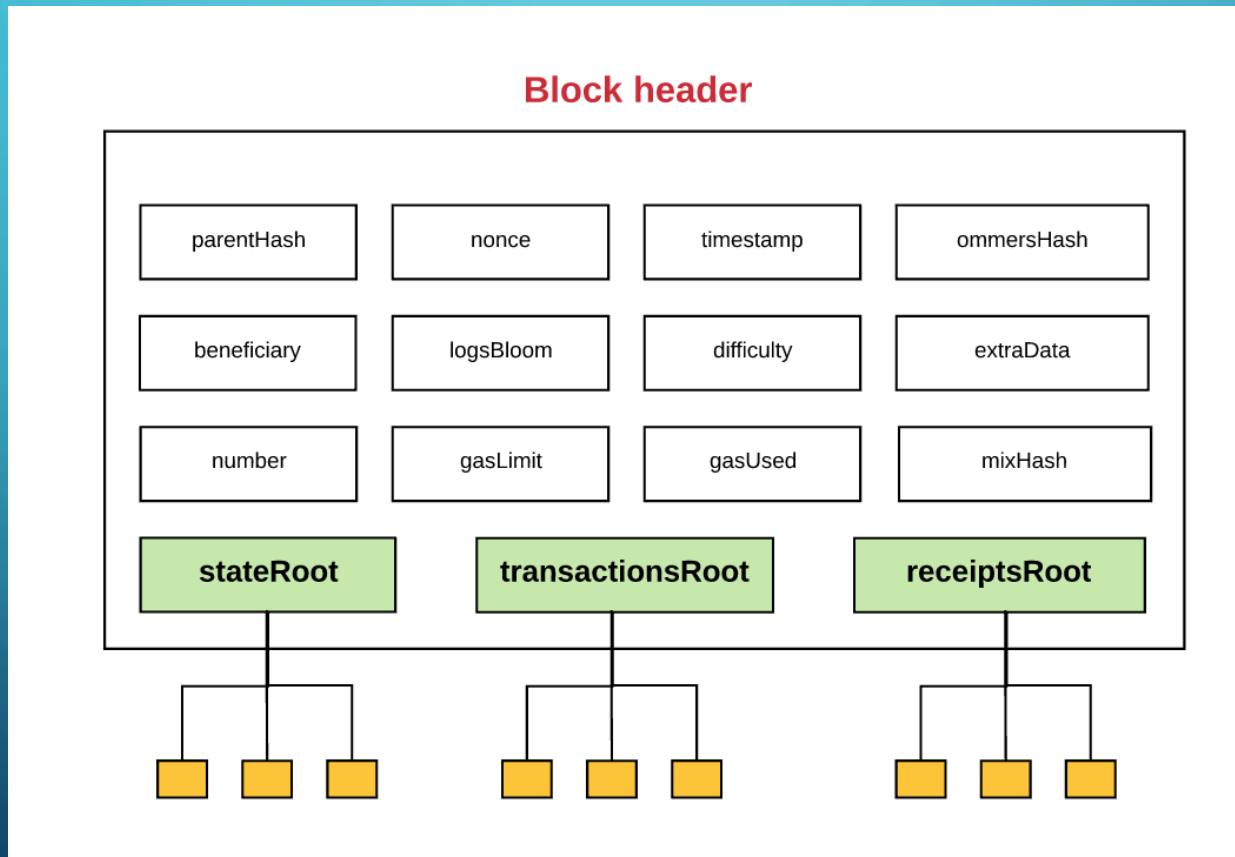 Block header
parentHash
nonce
timestamp
ommersHash
beneficiary
logsBloom
difficulty
extraData
number
gasLimit
gasUsed
mixHash
stateRoot
transactionsRoot
receiptsRoot